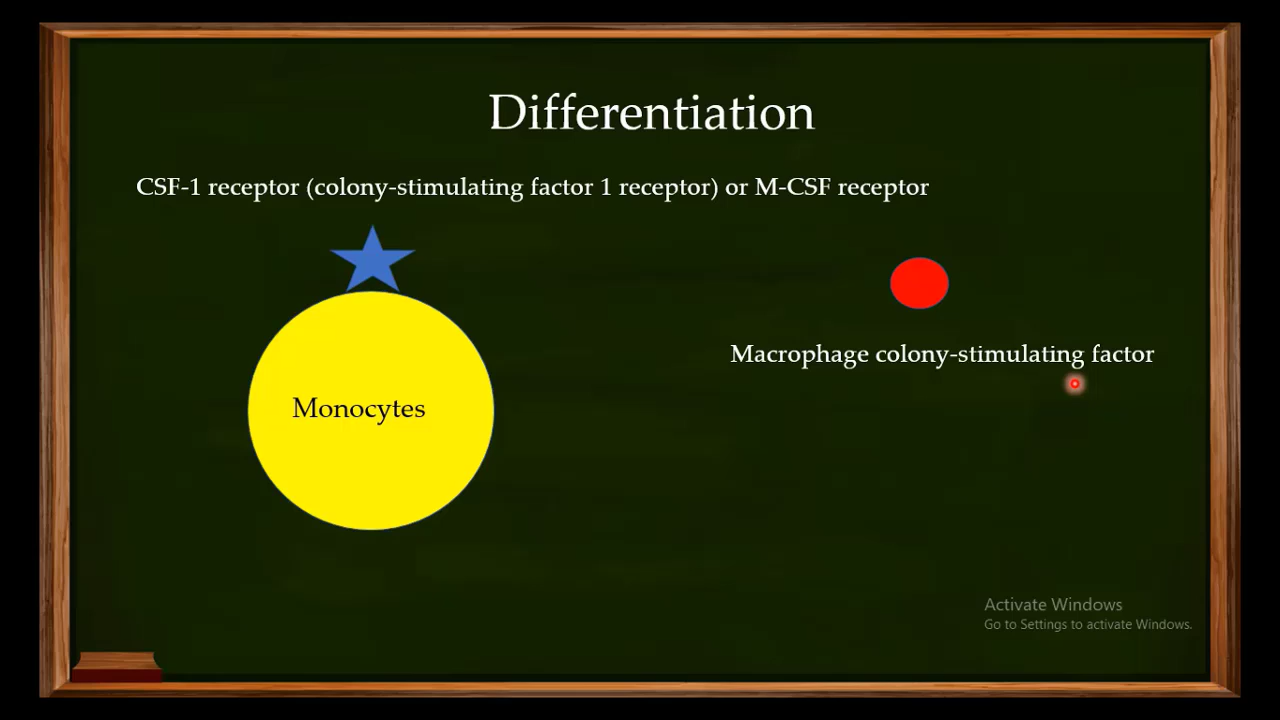 Differentiation
CSF-1 receptor (colony-stimulating factor 1 receptor) or M-CSF receptor
Macrophage colony-stimulating factor
Monocytes
Activate Windows
Go to Settings to activate Windows.